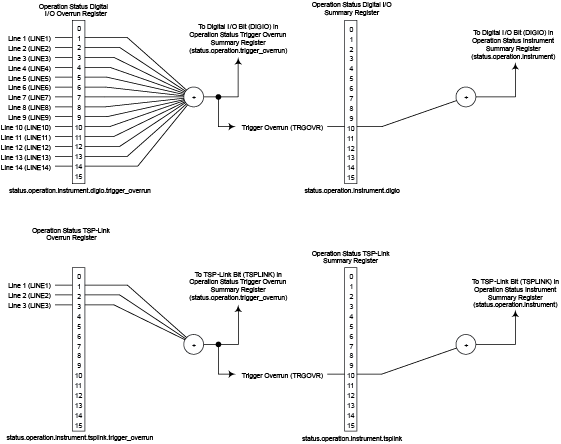 Operation Status Digital
I/O Overrun Register
0
Line 1 (LINE1) 1
Line 2 (LINE2) 2
Line 3 (LINE3) 3
Line 4 (LINE4) 4
Line 5 (LINE5) 5
Line 6 (LINE6) 6
Line 7 (LINE7) 7
Line 8 (LINE8) 8
Line 9 (LINE9) 9
Line 10 (LINE10) 10
Line 11 (LINE11) 11
Line 12 (LINE12) 12
Line 13 (LINE13) 13
Line 14 (LINE14) 14
15
status.operation.instrument.digio.trigger_overrun
+
To Digital I/O Bit (DIGIO) in
Operation Status Trigger Overrun
Summary Register
(status.operation.trigger_overrun)
Trigger Overrun (TRGOVR)
Operation Status Digital I/O
Summary Register
0
1
2
3
4
5
6
7
8
9
10
11
12
13
14
15
status.operation.instrument.digio
+
To Digital I/O Bit (DIGIO) in
Operation Status Instrument
Summary Register
(status.operation.instrument)
Operation Status TSP-Link
Overrun Register
0
Line 1 (LINE1) 1
Line 2 (LINE2) 2
Line 3 (LINE3) 3
4
5
6
7
8
9
10
11
12
13
14
15
status.operation.instrument.tsplink.trigger_overrun
+
To TSP-Link Bit (TSPLINK) in
Operation Status Trigger Overrun
Summary Register
(status.operation.trigger_overrun)
Trigger Overrun (TRGOVR)
Operation Status TSP-Link
Summary Register
0
1
2
3
4
5
6
7
8
9
10
11
12
13
14
15
status.operation.instrument.tsplink
+
To TSP-Link Bit (TSPLINK) in
Operation Status Instrument
Summary Register
(status.operation.instrument)